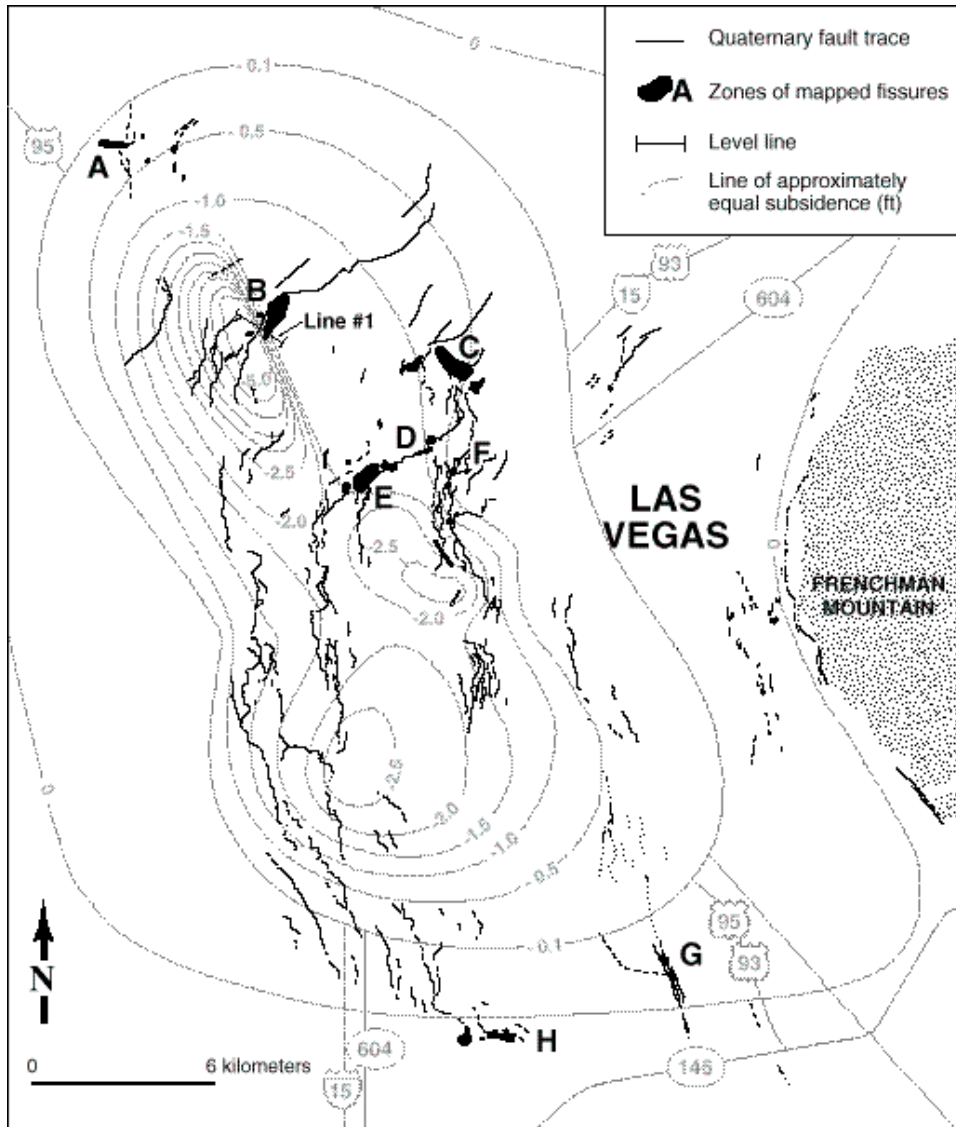 Quaternary fault trace
A Zones of mapped fissures
Level line
Line of approximately
equal subsidence (ft)
0
- 0.1
- 0.5
95
A
-1.0
-1.5
93
15
604
B
Line #1
C
-5.0
D
F
-2.5
E
LAS
VEGAS
-2.0
-2.5
0
FRENCHMAN
MOUNTAIN
-2.0
-2.5
0
-2.0
-1.5
-1.0
- 0.5
95
- 0.1
G
93
N
H
0
6 kilometers
604
146
15